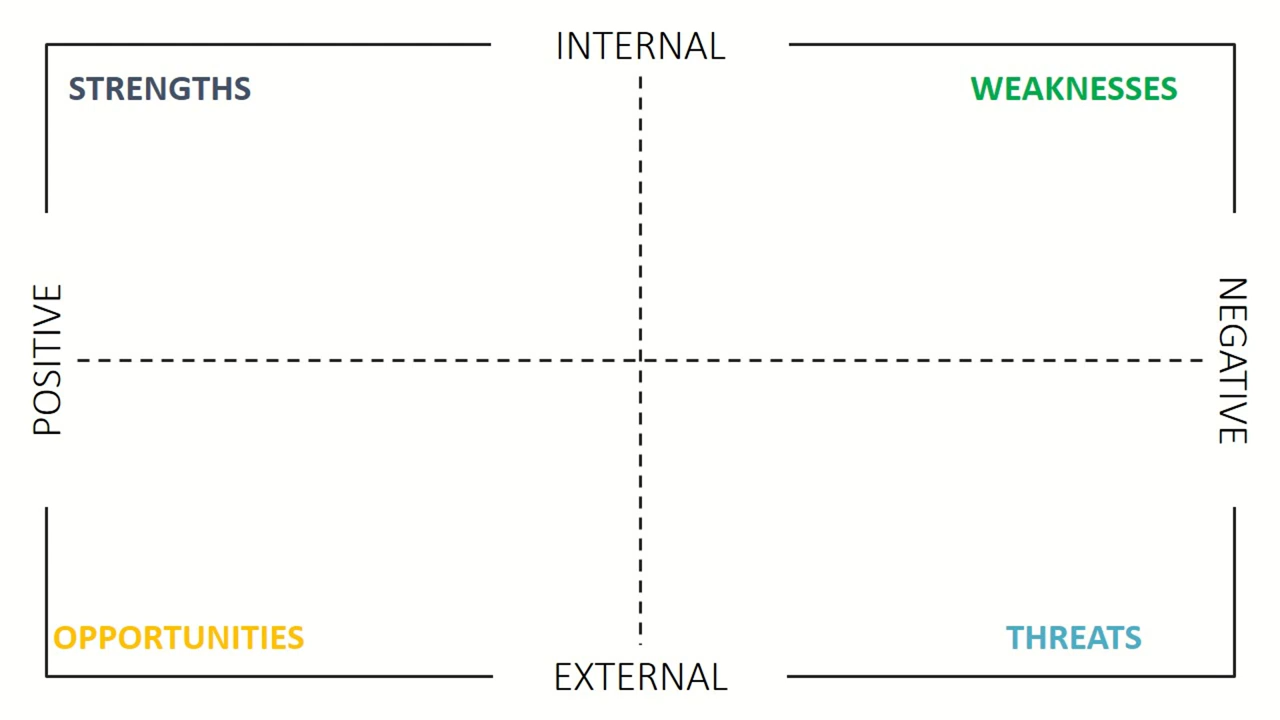 INTERNAL
STRENGTHS
WEAKNESSES
POSITIVE
NEGATIVE
OPPORTUNITIES
THREATS
EXTERNAL